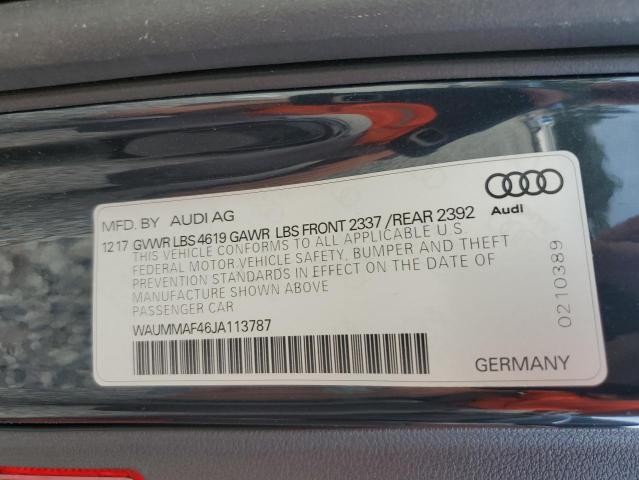 MFD. BY AUDI AG
12 17 GVWR LBS 4619 GAWR LBS FRONT 2337 /REAR 2392
THIS VEHICLE CONFORMS TO ALL APPLICABLE U.S.
FEDERAL MOTOR VEHICLE SAFETY, BUMPER AND THEFT
PREVENTION STANDARDS IN EFFECT ON THE DATE OF
MANUFACTURE SHOWN ABOVE
PASSENGER CAR
WAUMMAF46JA113787
Audi
0210389
GERMANY